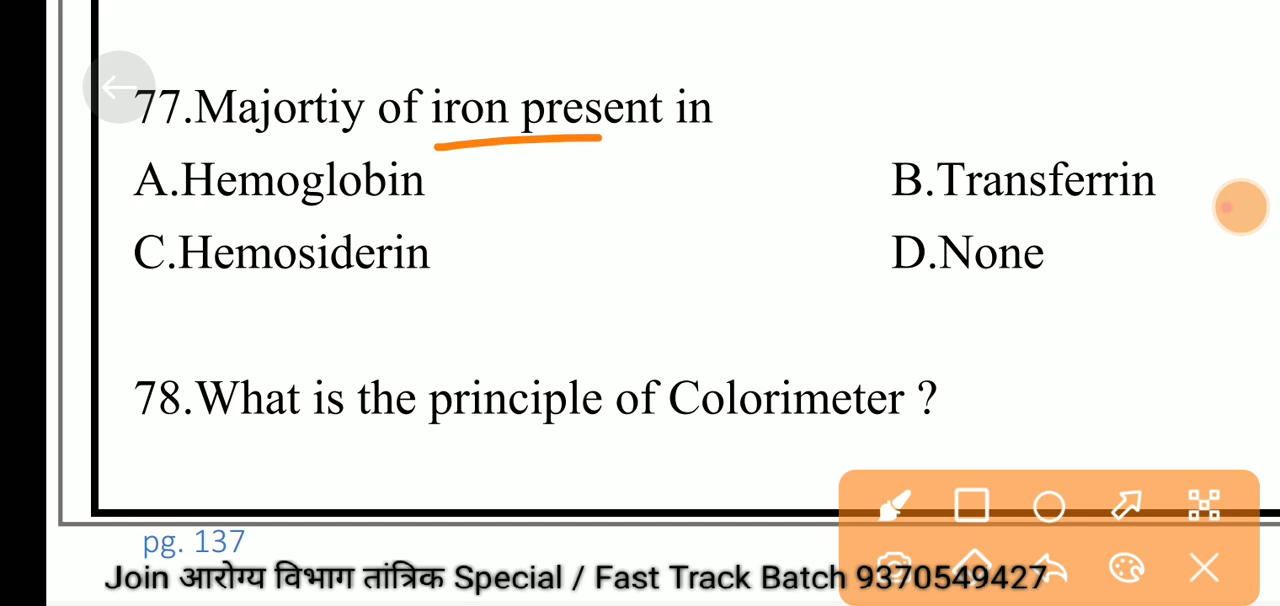 77.Majortiy of iron present in
A.Hemoglobin B.Transferrin
C.Hemosiderin D.None
78.What is the principle of Colorimeter ?
pg. 137
Join आरोग्य विभाग तांत्रिक Special / Fast Track Batch 9370549427